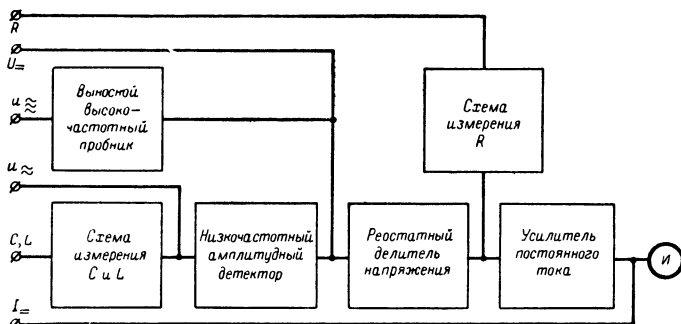 R
U=
u≈
Выносной
высоко-
частотный
пробник
Схема
измерения
R
u≈
C, L
Схема
измерения
C и L
Низкочастотный
амплитудный
детектор
Реостатный
делитель
напряжения
Усилитель
постоянного
тока
И
I=